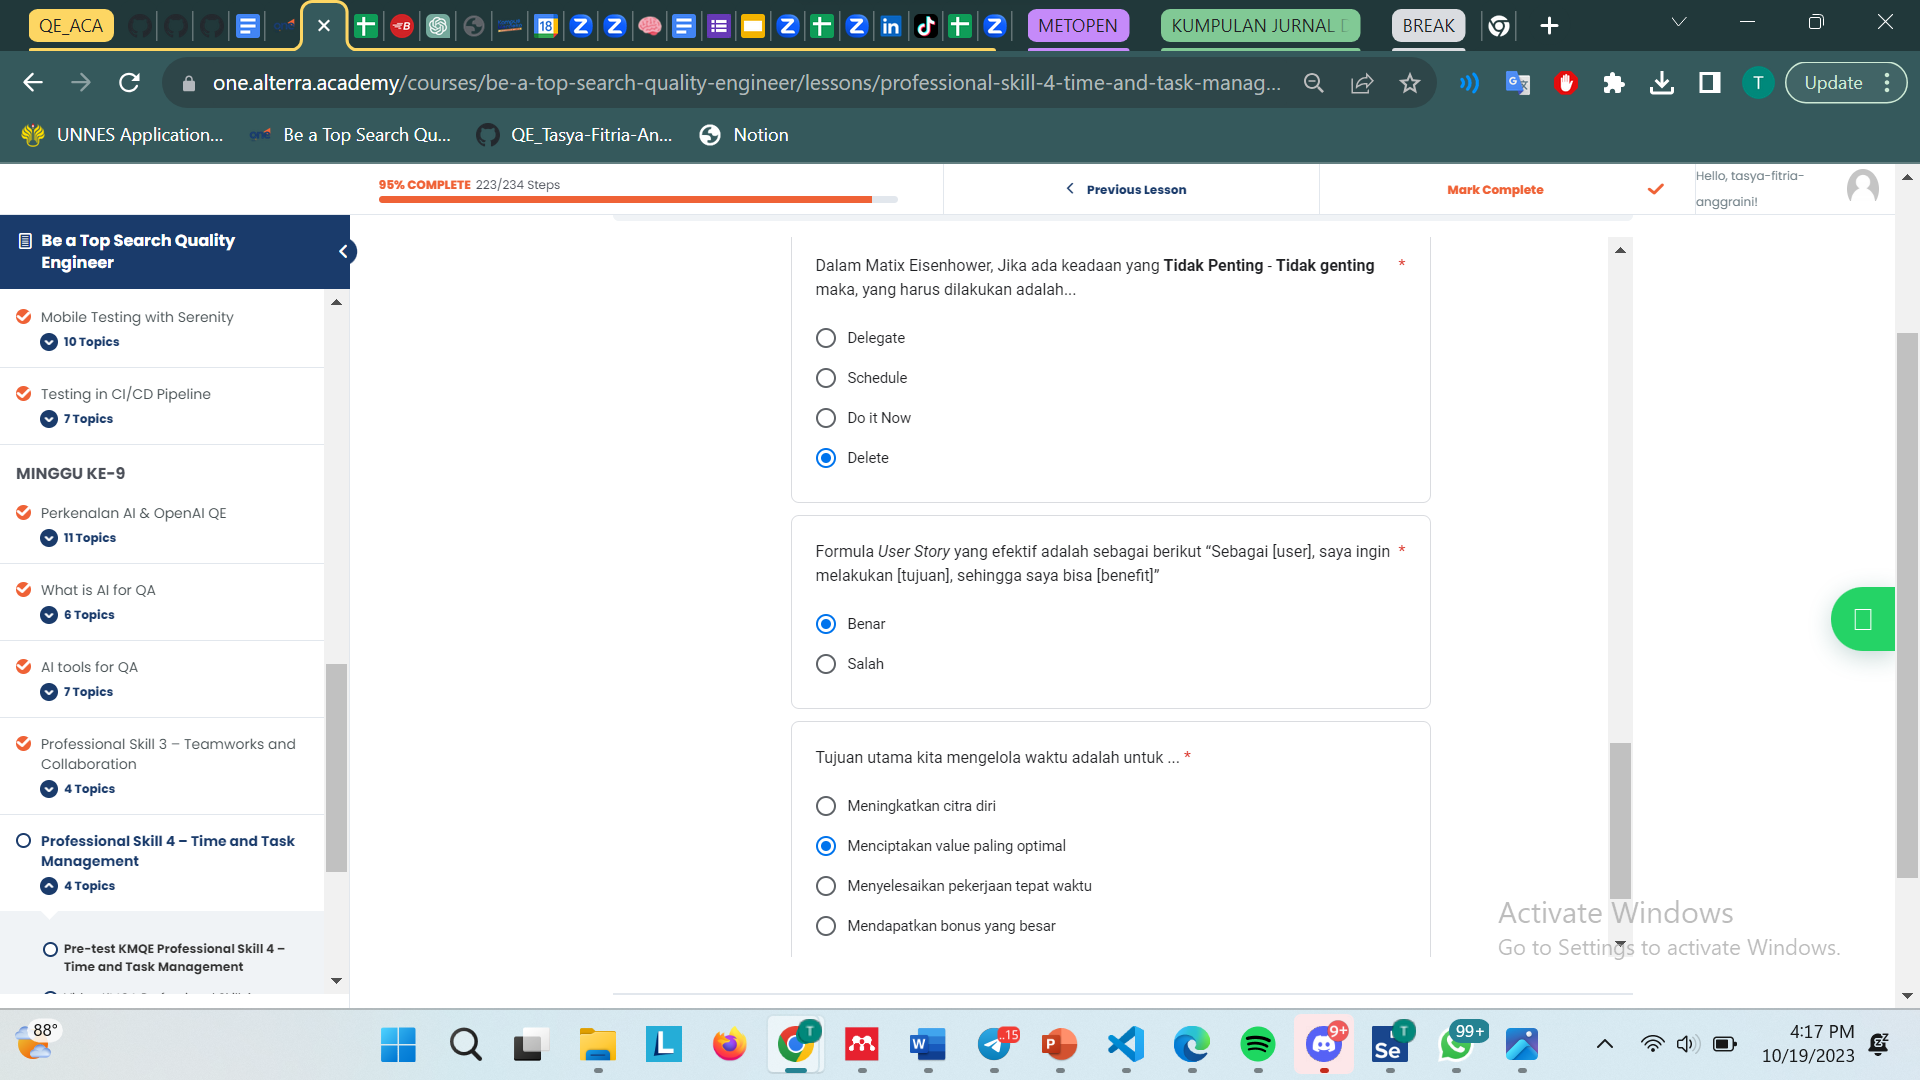 QE_ACA
METOPEN
KUMPULAN JURNAL
BREAK
one.alterra.academy/courses/be-a-top-search-quality-engineer/lessons/professional-skill-4-time-and-task-manag...
T
Update
UNNES Application...
one
Be a Top Search Qu...
QE_Tasya-Fitria-An...
Notion
95% COMPLETE 223/234 Steps
Previous Lesson
Mark Complete
Hello, tasya-fitria-
anggraini!
Be a Top Search Quality
Engineer
Mobile Testing with Serenity
10 Topics
Testing in CI/CD Pipeline
7 Topics
MINGGU KE-9
Perkenalan AI & OpenAI QE
11 Topics
What is AI for QA
6 Topics
AI tools for QA
7 Topics
Professional Skill 3 – Teamworks and
Collaboration
4 Topics
Professional Skill 4 – Time and Task
Management
4 Topics
Pre-test KMQE Professional Skill 4 –
Time and Task Management
Dalam Matix Eisenhower, Jika ada keadaan yang Tidak Penting - Tidak genting *
maka, yang harus dilakukan adalah...
Delegate
Schedule
Do it Now
Delete
Formula User Story yang efektif adalah sebagai berikut “Sebagai [user], saya ingin *
melakukan [tujuan], sehingga saya bisa [benefit]”
Benar
Salah
Tujuan utama kita mengelola waktu adalah untuk ... *
Meningkatkan citra diri
Menciptakan value paling optimal
Menyelesaikan pekerjaan tepat waktu
Mendapatkan bonus yang besar
Activate Windows
Go to Settings to activate Windows.
88°
4:17 PM
10/19/2023